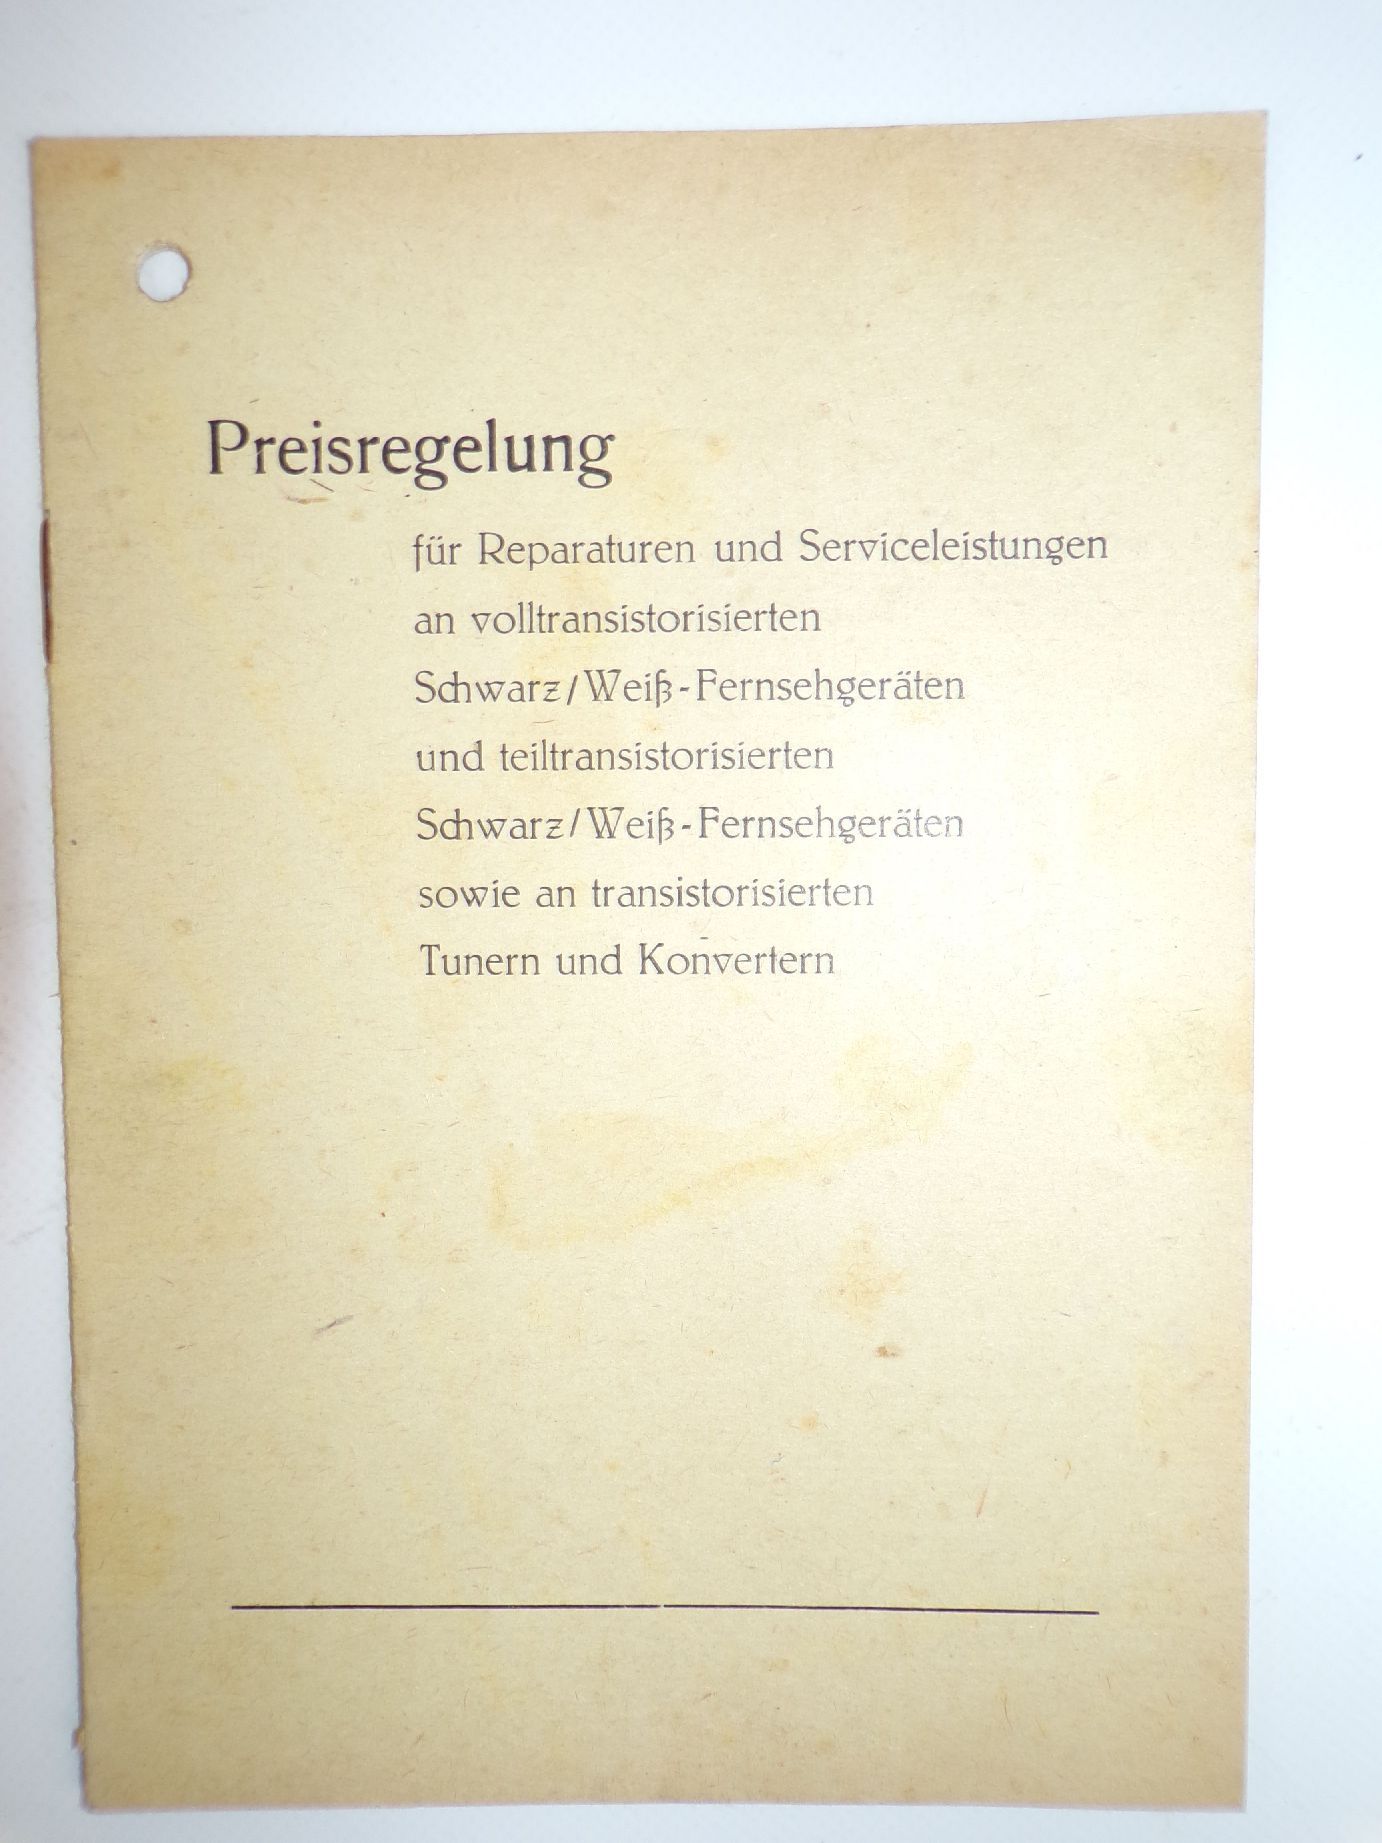 Preisregelung
für Reparaturen und Serviceleistungen
an volltransistorisierten
Schwarz/Weiß-Fernsehgeräten
und teiltransistorisierten
Schwarz/Weiß-Fernsehgeräten
sowie an transistorisierten
Tunern und Konvertern